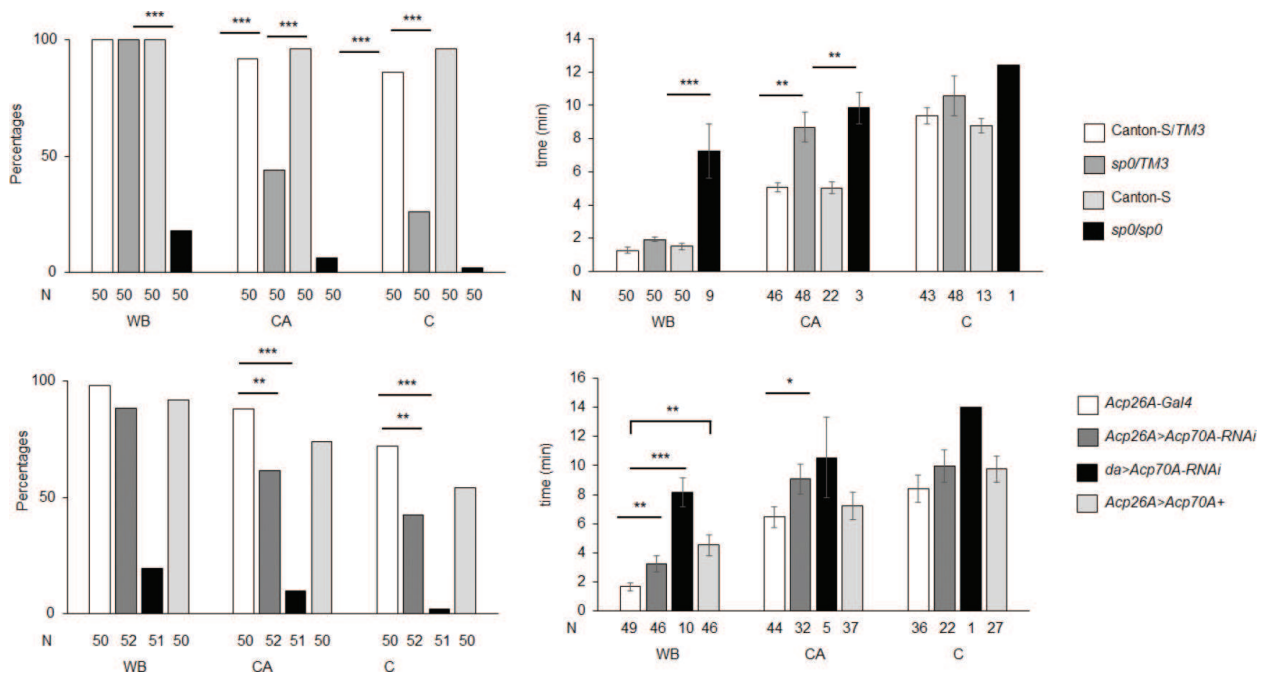 *** *** *** *** ***
100
50
0
Percentages
N 50 50 50 50 50 50 50 50 50 50 50 50
WB CA C
14
12
10
8
6
4
2
0
time (min)
*** ** **
N 50 50 50 9 46 48 22 3 43 48 13 1
WB CA C
Canton-S/TM3
sp0/TM3
Canton-S
sp0/sp0
*** ** *** **
100
50
0
Percentages
N 50 52 51 50 50 52 51 50 50 52 51 50
WB CA C
16
14
12
10
8
6
4
2
0
time (min)
** *** ** *
N 49 46 10 46 44 32 5 37 36 22 1 27
WB CA C
Acp26A-Gal4
Acp26A>Acp70A-RNAi
da>Acp70A-RNAi
Acp26A>Acp70A+